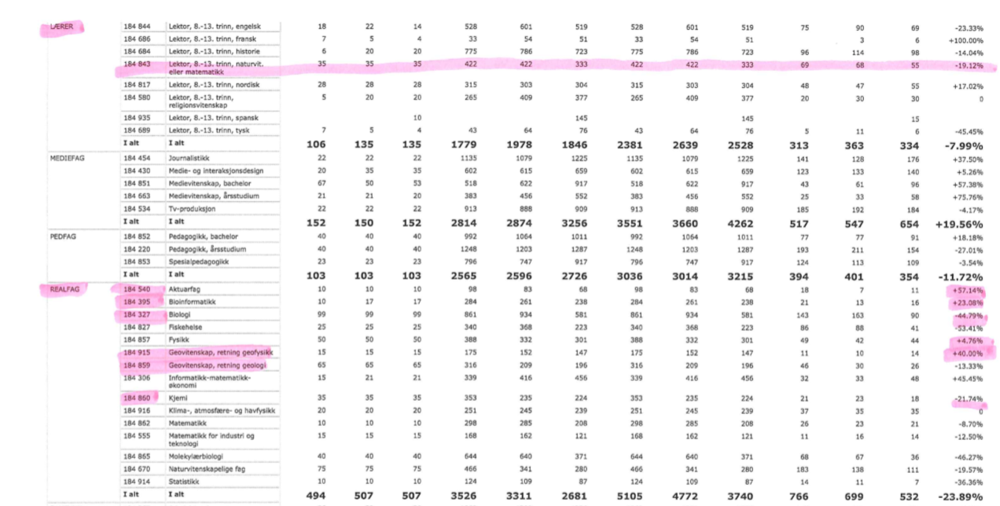 LÆRER 184 844 Lektor, 8.-13. trinn, engelsk 18 22 14 528 601 519 528 601 519 75 90 69 -23.33%
184 686 Lektor, 8.-13. trinn, fransk 7 5 4 33 54 51 33 54 51 3 6 +100.00%
184 684 Lektor, 8.-13. trinn, historie 6 20 20 775 786 723 775 786 723 96 114 98 -14.04%
184 843 Lektor, 8.-13. trinn, naturvit. 35 35 35 422 422 333 422 422 333 69 68 55 -19.12%
eller matematikk
184 817 Lektor, 8.-13. trinn, nordisk 28 28 28 315 303 304 315 303 304 48 47 55 +17.02%
184 580 Lektor, 8.-13. trinn, 5 20 20 265 409 377 265 409 377 20 30 30 0
religionsvitenskap
184 935 Lektor, 8.-13. trinn, spansk 10 145 145 15
184 689 Lektor, 8.-13. trinn, tysk 7 5 4 43 64 76 43 64 76 5 11 6 -45.45%
I alt I alt 106 135 135 1779 1978 1846 2381 2639 2528 313 363 334 -7.99%
MEDIEFAG 184 454 Journalistikk 22 22 22 1135 1079 1225 1135 1079 1225 141 128 176 +37.50%
184 430 Medie- og interaksjonsdesign 20 35 35 602 615 659 602 615 659 123 133 140 +5.26%
184 851 Medievitenskap, bachelor 67 50 53 518 622 917 518 622 917 43 61 96 +57.38%
184 663 Medievitenskap, årsstudium 21 21 20 383 456 552 383 456 552 25 33 58 +75.76%
184 534 Tv-produksjon 22 22 22 913 888 909 913 888 909 185 192 184 -4.17%
I alt I alt 152 150 152 2814 2874 3256 3551 3660 4262 517 547 654 +19.56%
PEDFAG 184 852 Pedagogikk, bachelor 40 40 40 992 1064 1011 992 1064 1011 77 77 91 +18.18%
184 220 Pedagogikk, årsstudium 40 40 40 1248 1203 1287 1248 1203 1287 193 211 154 -27.01%
184 853 Spesialpedagogikk 23 23 23 796 747 917 796 747 917 124 113 109 -3.54%
I alt I alt 103 103 103 2565 2596 2726 3036 3014 3215 394 401 354 -11.72%
REALFAG 184 540 Aktuarfag 10 10 10 98 83 68 98 83 68 18 7 11 +57.14%
184 395 Bioinformatikk 10 17 17 284 261 238 284 261 238 21 13 16 +23.08%
184 327 Biologi 99 99 99 861 934 581 861 934 581 143 163 90 -44.79%
184 827 Fiskehelse 25 25 25 340 368 223 340 368 223 86 88 41 -53.41%
184 857 Fysikk 50 50 50 388 332 301 388 332 301 49 42 44 +4.76%
184 915 Geovitenskap, retning geofysikk 15 15 15 175 152 147 175 152 147 11 10 14 +40.00%
184 859 Geovitenskap, retning geologi 65 65 65 316 209 196 316 209 196 46 30 26 -13.33%
184 306 Informatikk-matematikk- 15 21 21 339 416 456 339 416 456 32 33 48 +45.45%
økonomi
184 860 Kjemi 35 35 35 353 235 224 353 235 224 21 23 18 -21.74%
184 916 Klima-, atmosfære- og havfysikk 20 20 20 251 245 239 251 245 239 37 35 35 0
184 862 Matematikk 10 10 10 298 285 208 298 285 208 26 23 21 -8.70%
184 555 Matematikk for industri og 15 15 15 168 162 121 168 162 121 11 16 14 -12.50%
teknologi
184 865 Molekylærbiologi 40 40 40 644 640 371 644 640 371 68 67 36 -46.27%
184 670 Naturvitenskapelige fag 75 75 75 466 341 280 466 341 280 183 138 111 -19.57%
184 914 Statistikk 10 10 10 124 109 87 124 109 87 14 11 7 -36.36%
I alt I alt 494 507 507 3526 3311 2681 5105 4772 3740 766 699 532 -23.89%